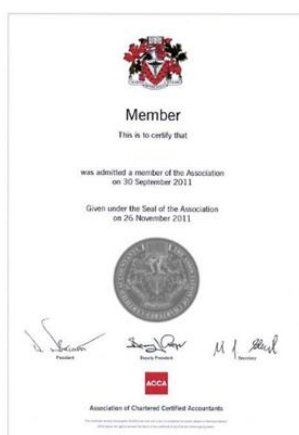 Member
This is to certify that
was admitted a member of the Association
on 30 September 2011
Given under the Seal of the Association
on 26 November 2011
President
Deputy President
Secretary
ACCA
Association of Chartered Certified Accountants